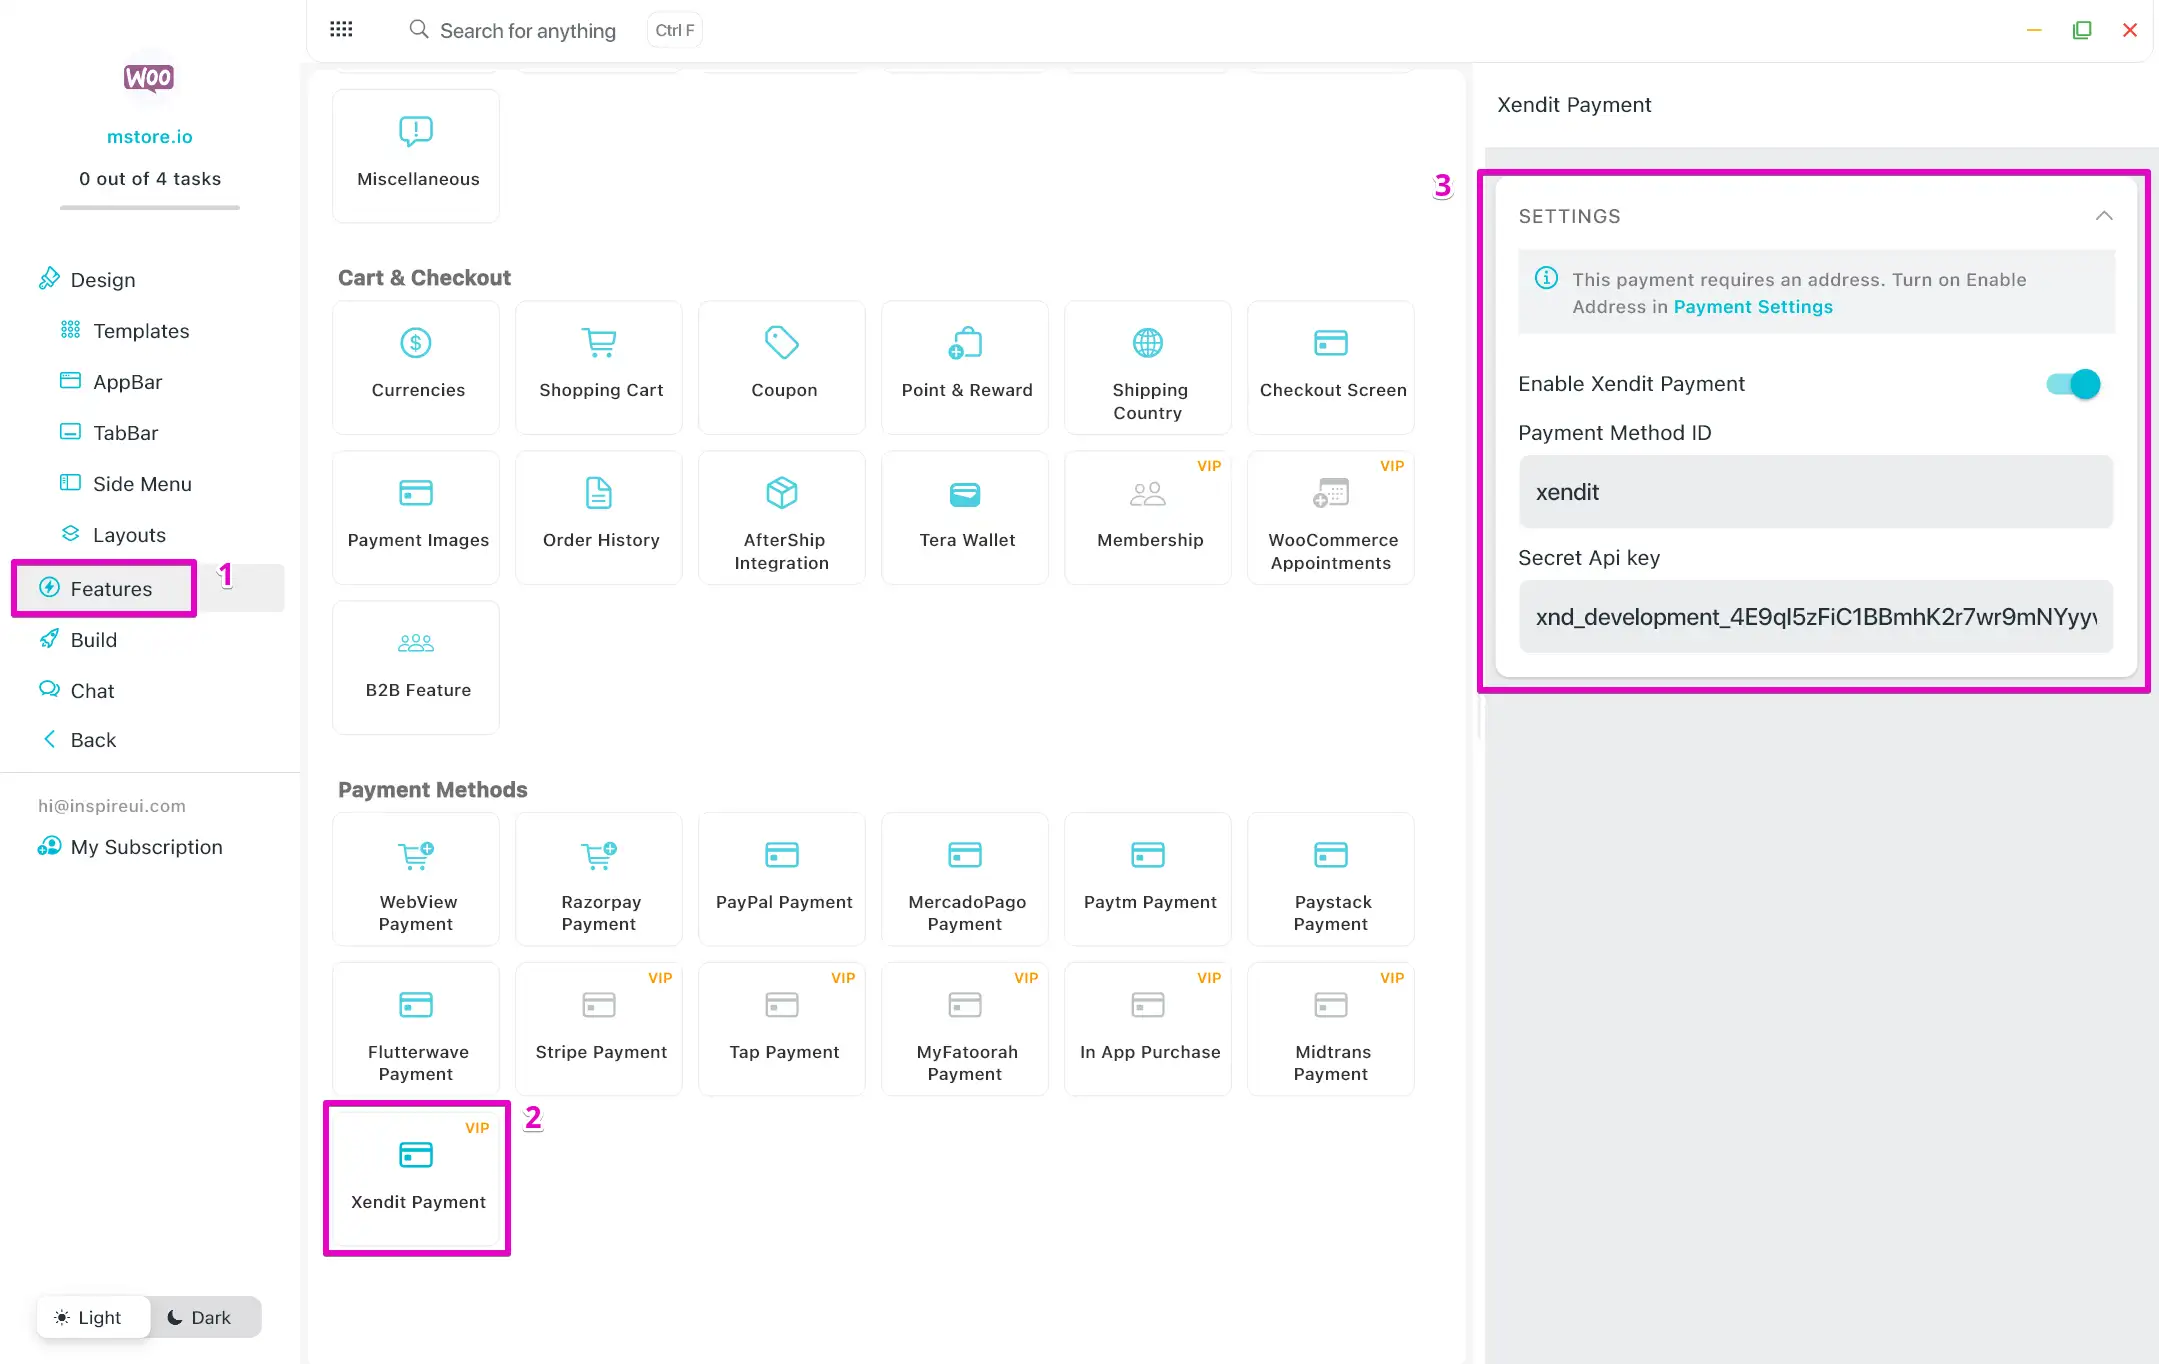 Search for anything
Ctrl F
WOO
mstore.io
0 out of 4 tasks
Design
Templates
AppBar
TabBar
Side Menu
Layouts
Features
1
Build
Chat
Back
hi@inspireui.com
My Subscription
Light
Dark
Miscellaneous
Cart & Checkout
Currencies
Shopping Cart
Coupon
Point & Reward
Shipping
Country
Checkout Screen
Payment Images
Order History
AfterShip
Integration
Tera Wallet
VIP
Membership
VIP
WooCommerce
Appointments
B2B Feature
Payment Methods
WebView
Payment
Razorpay
Payment
PayPal Payment
MercadoPago
Payment
Paytm Payment
Paystack
Payment
Flutterwave
Payment
VIP
Stripe Payment
VIP
Tap Payment
VIP
MyFatoorah
Payment
VIP
In App Purchase
VIP
Midtrans
Payment
VIP
Xendit Payment
2
Xendit Payment
3
SETTINGS
This payment requires an address. Turn on Enable
Address in Payment Settings
Enable Xendit Payment
Payment Method ID
xendit
Secret Api key